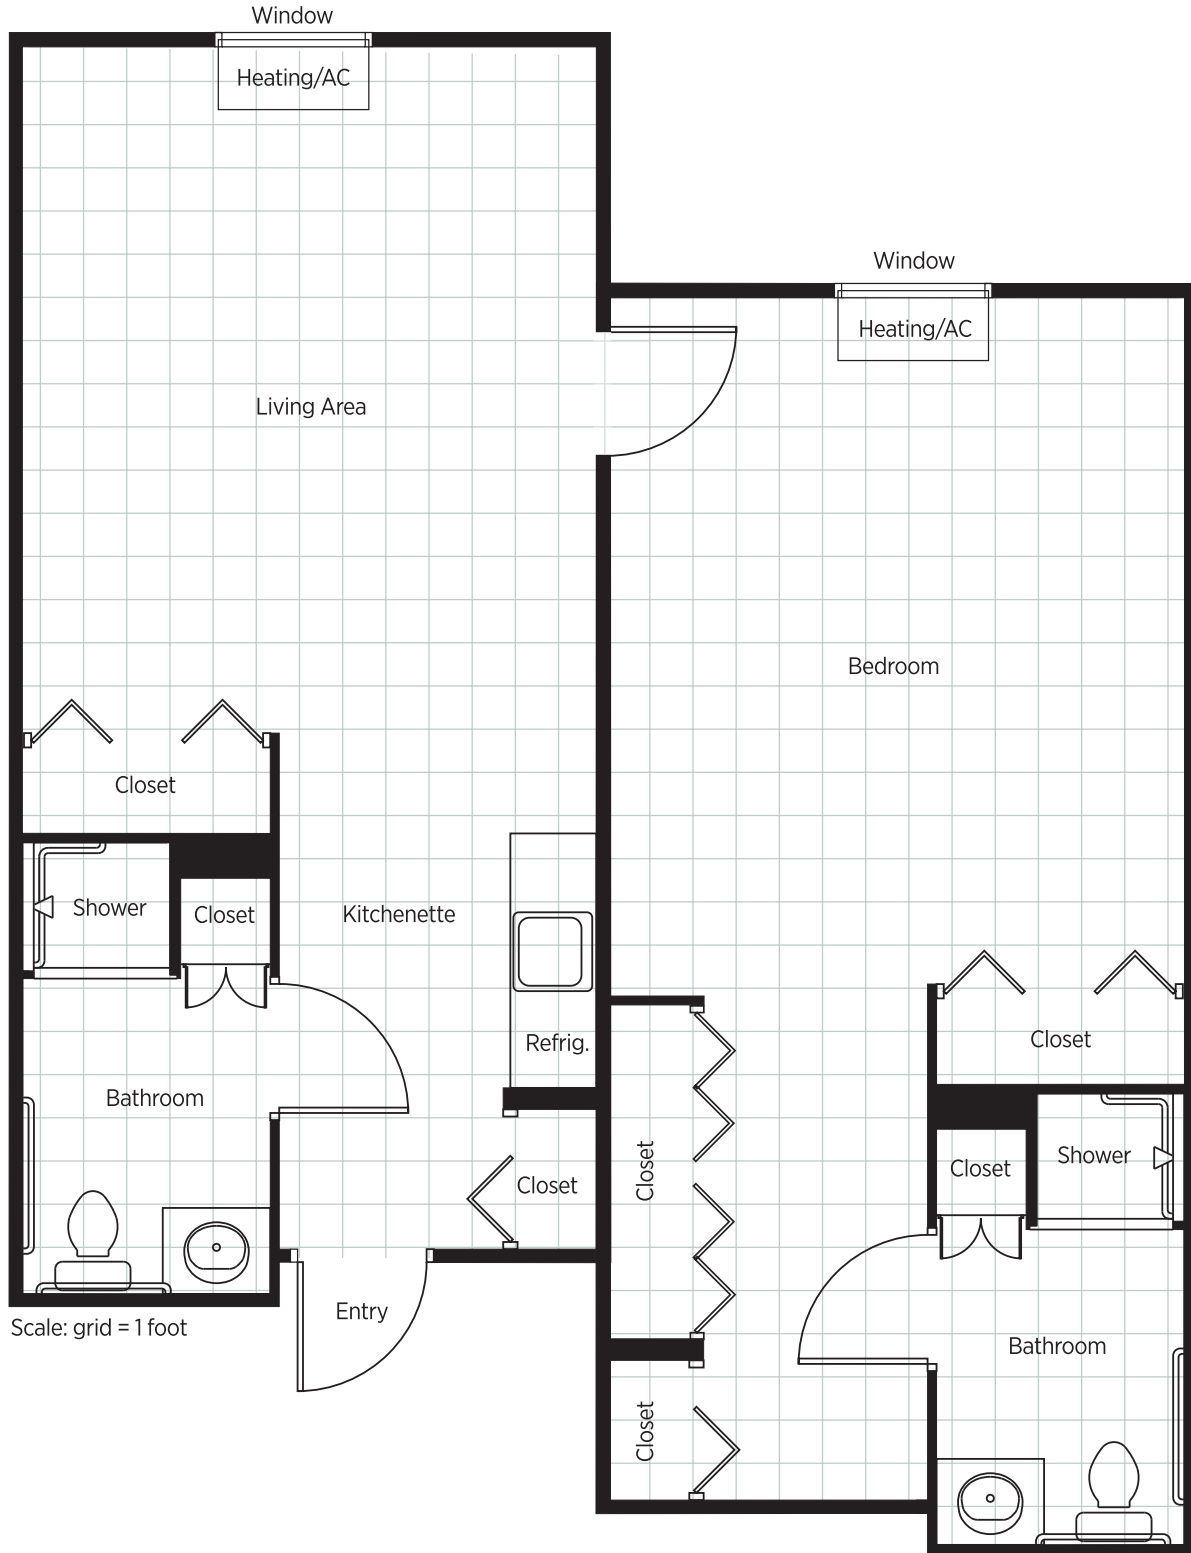 Window
Heating/AC
Window
Heating/AC
Living Area
Bedroom
Closet
Shower
Closet
Kitchenette
Refrig.
Closet
Bathroom
Closet
Closet
Shower
Closet
Entry
Scale: grid = 1 foot
Bathroom
Closet